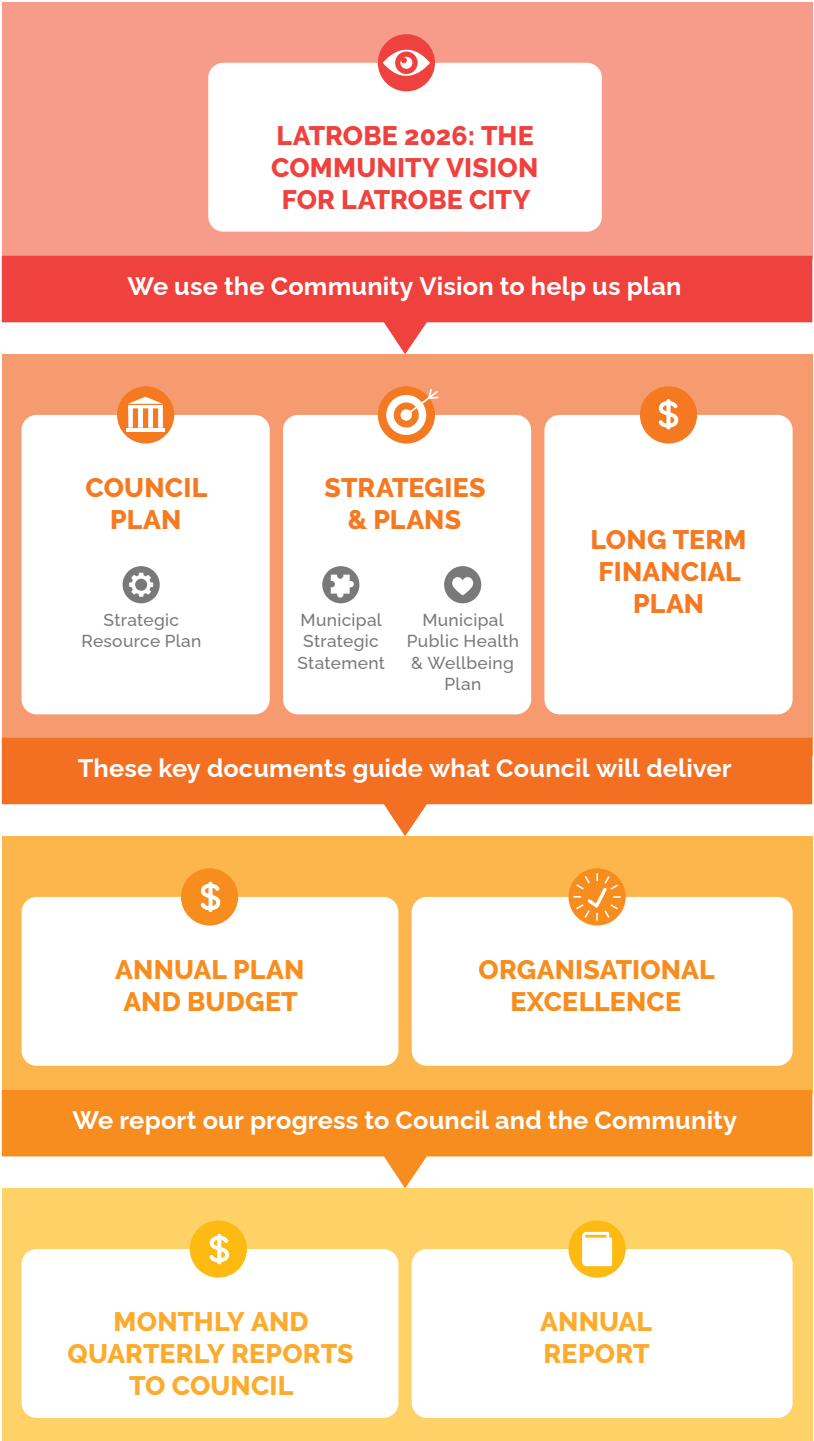 LATROBE 2026: THE
COMMUNITY VISION
FOR LATROBE CITY
We use the Community Vision to help us plan
COUNCIL
PLAN
Strategic
Resource Plan
STRATEGIES
& PLANS
Municipal
Strategic
Statement
Municipal
Public Health
& Wellbeing
Plan
LONG TERM
FINANCIAL
PLAN
These key documents guide what Council will deliver
ANNUAL PLAN
AND BUDGET
ORGANISATIONAL
EXCELLENCE
We report our progress to Council and the Community
MONTHLY AND
QUARTERLY REPORTS
TO COUNCIL
ANNUAL
REPORT